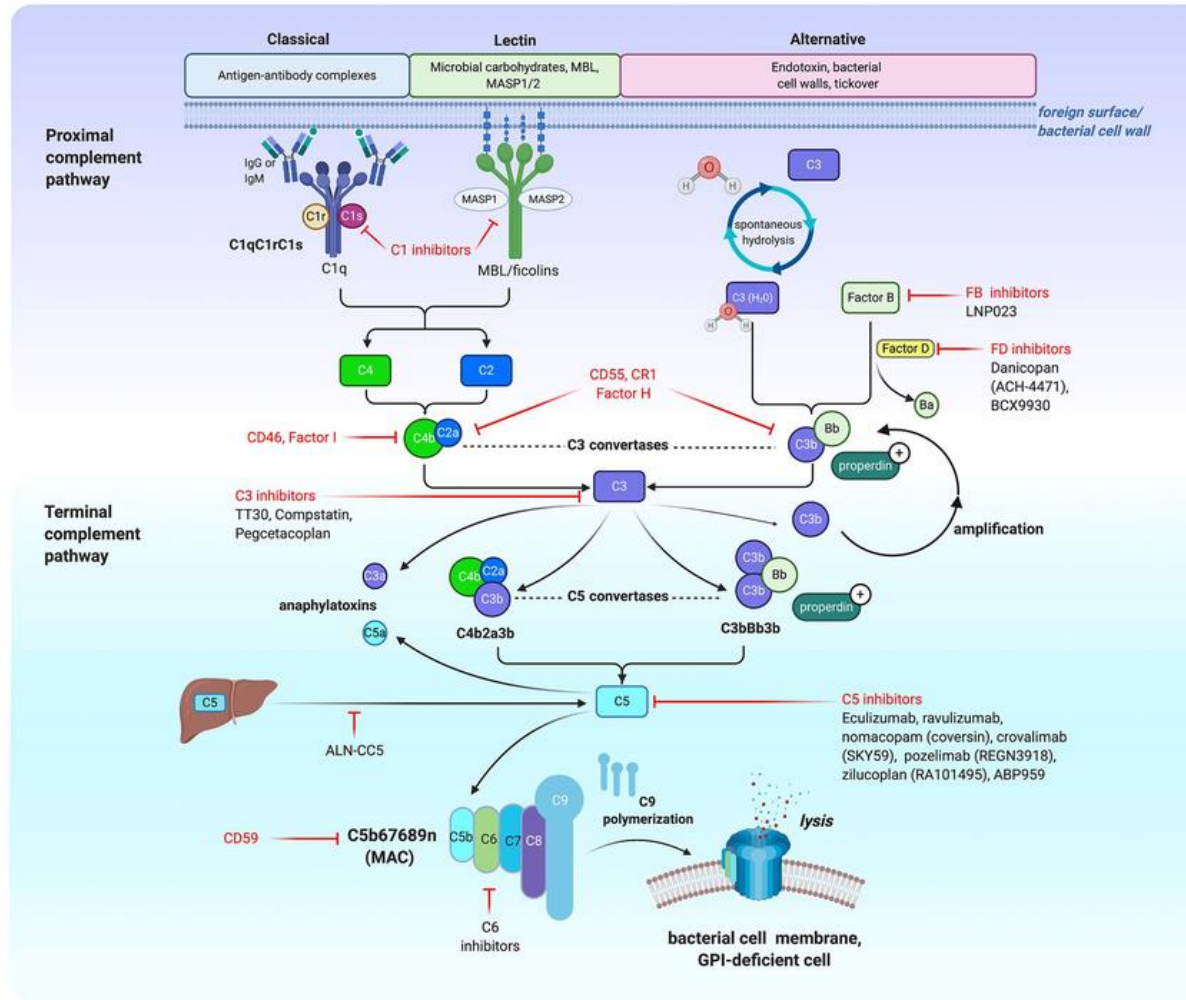 Classical
Lectin
Alternative
Antigen-antibody complexes
Microbial carbohydrates, MBL,
MASP1/2
Endotoxin, bacterial
cell walls, tickover
foreign surface/
bacterial cell wall
Proximal
complement
pathway
IgG or
IgM
C1r
C1s
C1qC1rC1s
C1q
C1 inhibitors
MASP1
MASP2
MBL/ficolins
H
O
H
C3
spontaneous
hydrolysis
C3 (H₂0)
O
H
H
Factor B
FB inhibitors
LNP023
Factor D
FD inhibitors
Danicopan
(ACH-4471),
BCX9930
Ba
C4
C2
CD55, CR1
Factor H
CD46, Factor I
C4b
C2a
C3 convertases
C3b
Bb
properdin
+
C3 inhibitors
TT30, Compstatin,
Pegcetacoplan
C3
C3b
amplification
Terminal
complement
pathway
C3a
anaphylatoxins
C5a
C4b
C2a
C3b
C4b2a3b
C5 convertases
C3b
C3b
Bb
C3bBb3b
properdin
+
C5
ALN-CC5
C5
C5 inhibitors
Eculizumab, ravulizumab,
nomacopam (coversin), crovalimab
(SKY59), pozelimab (REGN3918),
zilucoplan (RA101495), ABP959
CD59
C5b67689n
(MAC)
C5b
C6
C7
C8
C9
C9
polymerization
lysis
C6
inhibitors
bacterial cell membrane,
GPI-deficient cell